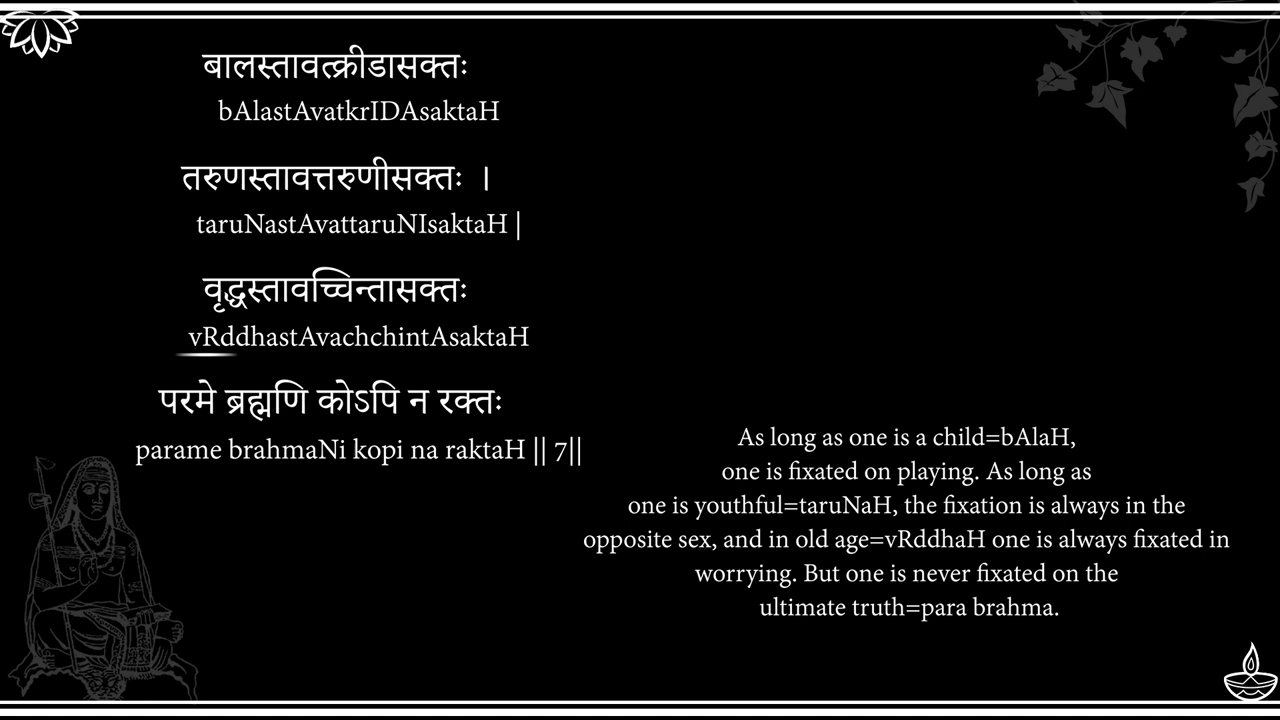 बालस्तावत्क्रीडासक्तः
bAlastAvatkrIDAsaktaH
तरुणस्तावत्तरुणीसक्तः ।
taruNastAvattaruNIsaktaH |
वृद्धस्तावच्चिन्तासक्तः
vRddhastAvachchintAsaktaH
परमे ब्रह्मणि कोऽपि न रक्तः
parame brahmaNi kopi na raktaH || 7||
As long as one is a child=bAlaH,
one is fixated on playing. As long as
one is youthful=taruNaH, the fixation is always in the
opposite sex, and in old age=vRddhaH one is always fixated in
worrying. But one is never fixated on the
ultimate truth=para brahma.